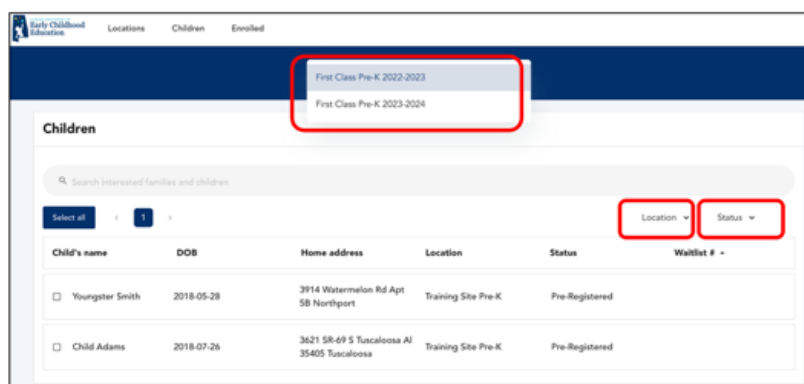 Early Childhood
Education
Locations Children Enrolled
First Class Pre-K 2022-2023
First Class Pre-K 2023-2024
Children
Search interested families and children
Select all < 1 > Location Status
Child's name DOB Home address Location Status Waitlist #
Youngster Smith 2018-05-28 3914 Watermelon Rd Apt Training Site Pre-K Pre-Registered
5B Northport
Child Adams 2018-07-26 3621 SR-69 S Tuscaloosa Al Training Site Pre-K Pre-Registered
35405 Tuscaloosa